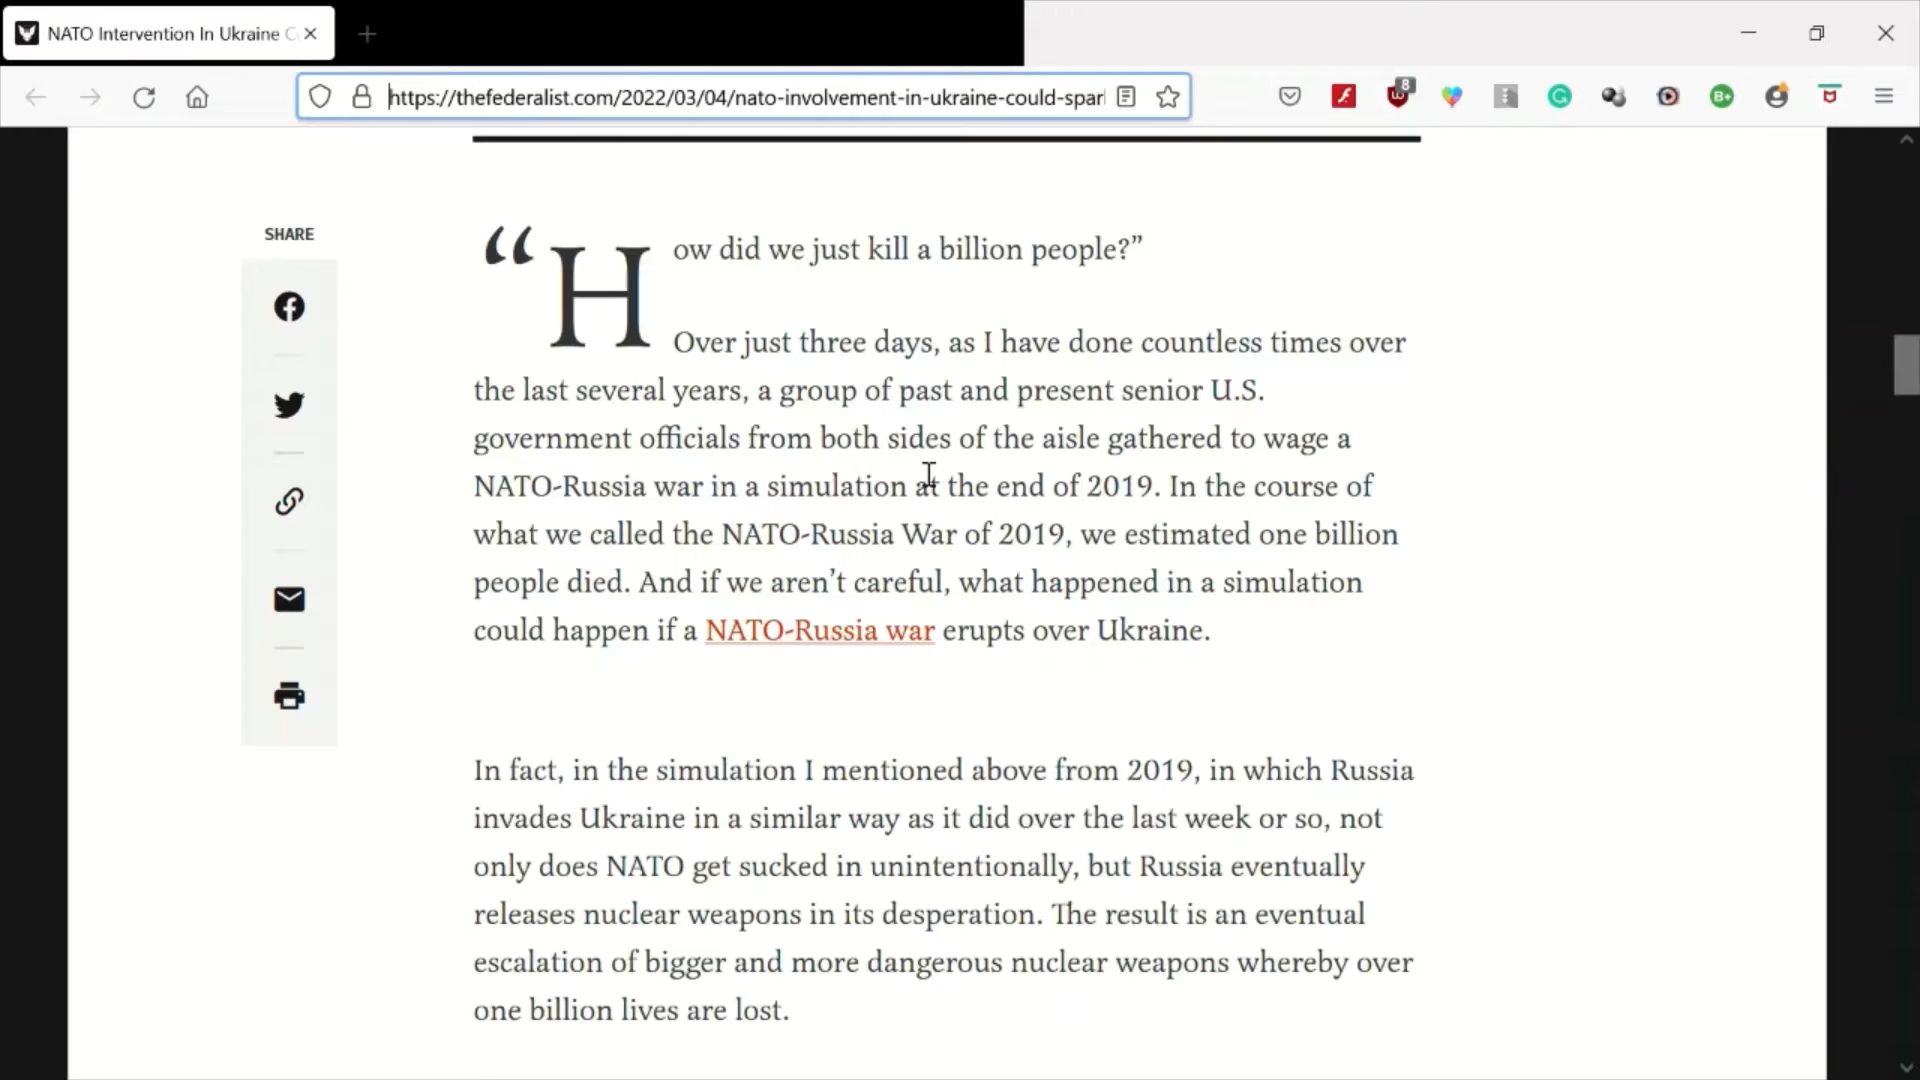 NATO Intervention In Ukraine C
https://thefederalist.com/2022/03/04/nato-involvement-in-ukraine-could-spar
8
B+
SHARE
“How did we just kill a billion people?”
Over just three days, as I have done countless times over
the last several years, a group of past and present senior U.S.
government officials from both sides of the aisle gathered to wage a
NATO-Russia war in a simulation at the end of 2019. In the course of
what we called the NATO-Russia War of 2019, we estimated one billion
people died. And if we aren’t careful, what happened in a simulation
could happen if a NATO-Russia war erupts over Ukraine.
In fact, in the simulation I mentioned above from 2019, in which Russia
invades Ukraine in a similar way as it did over the last week or so, not
only does NATO get sucked in unintentionally, but Russia eventually
releases nuclear weapons in its desperation. The result is an eventual
escalation of bigger and more dangerous nuclear weapons whereby over
one billion lives are lost.